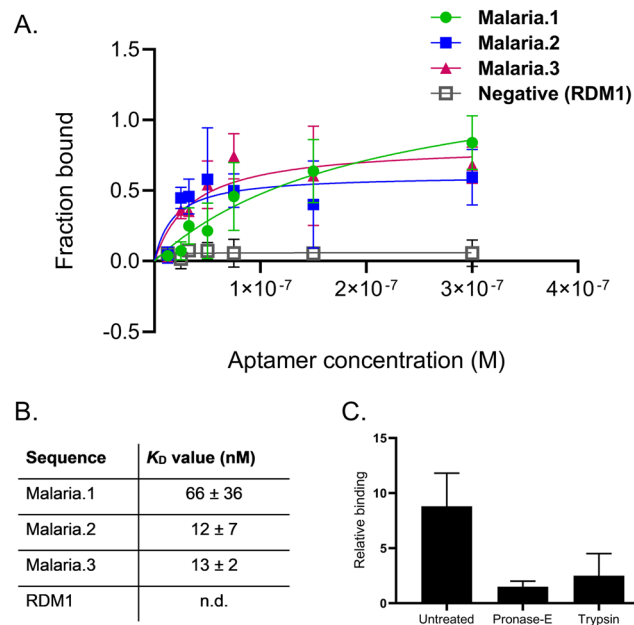 A.
Malaria.1
Malaria.2
Malaria.3
Negative (RDM1)
1.5
1.0
0.5
0.0
-0.5
Fraction bound
1×10-7 2×10-7 3×10-7 4×10-7
Aptamer concentration (M)
B.
Sequence KD value (nM)
Malaria.1 66 ± 36
Malaria.2 12 ± 7
Malaria.3 13 ± 2
RDM1 n.d.
C.
15
10
5
0
Relative binding
Untreated Pronase-E Trypsin